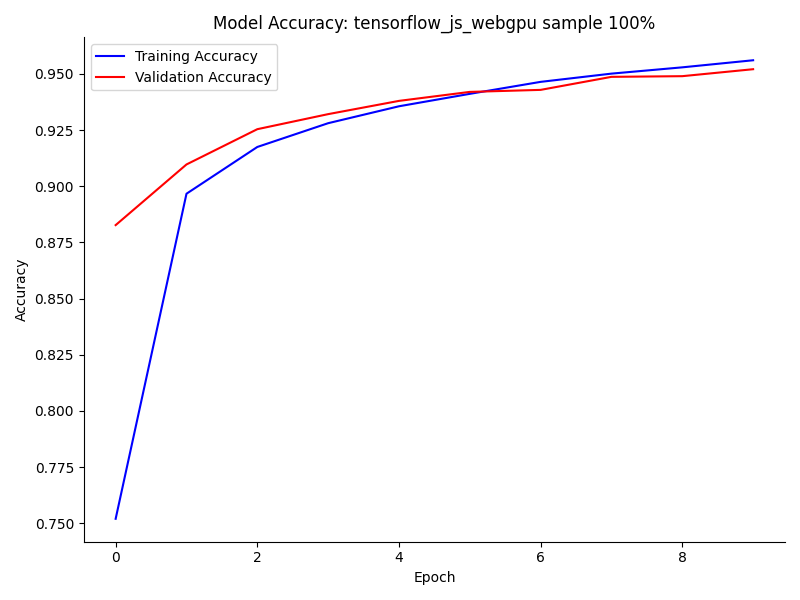 Model Accuracy: tensorflow_js_webgpu sample 100%
Training Accuracy
Validation Accuracy
0.950
0.925
0.900
0.875
0.850
0.825
0.800
0.775
0.750
Accuracy
0 2 4 6 8
Epoch